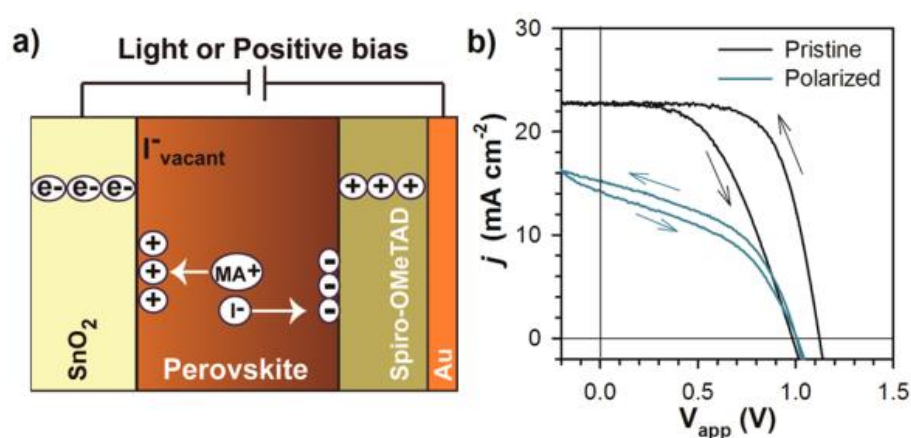 a)
Light or Positive bias
I⁻vacant
e- e- e-
+ + +
+
+
+
MA⁺
I⁻
-
-
-
SnO₂
Perovskite
Spiro-OMeTAD
Au
b)
Pristine
Polarized
30
20
10
0
j (mA cm⁻²)
0.0 0.5 1.0 1.5
Vapp (V)